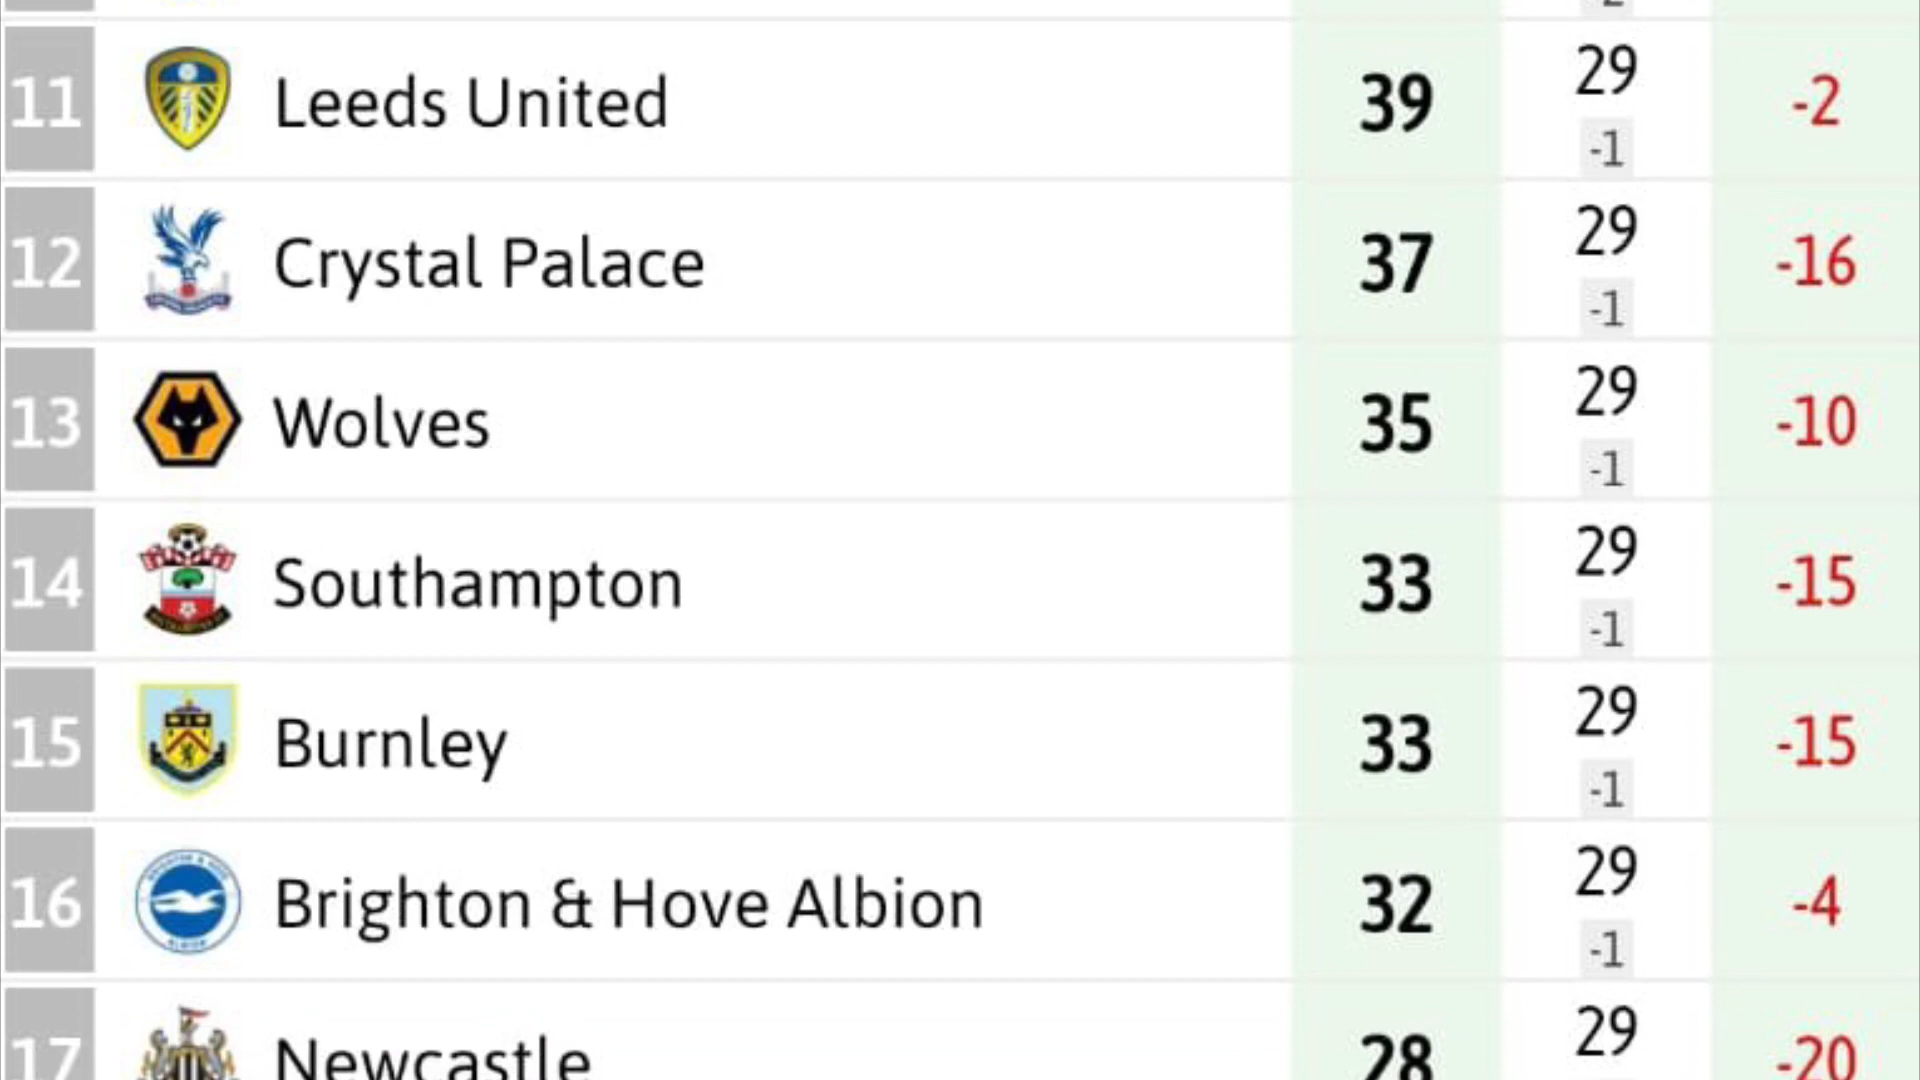 11 Leeds United 39 29 -2
-1
12 Crystal Palace 37 29 -16
-1
13 Wolves 35 29 -10
-1
14 Southampton 33 29 -15
-1
15 Burnley 33 29 -15
-1
16 Brighton & Hove Albion 32 29 -4
-1
17 Newcastle 28 29 -20